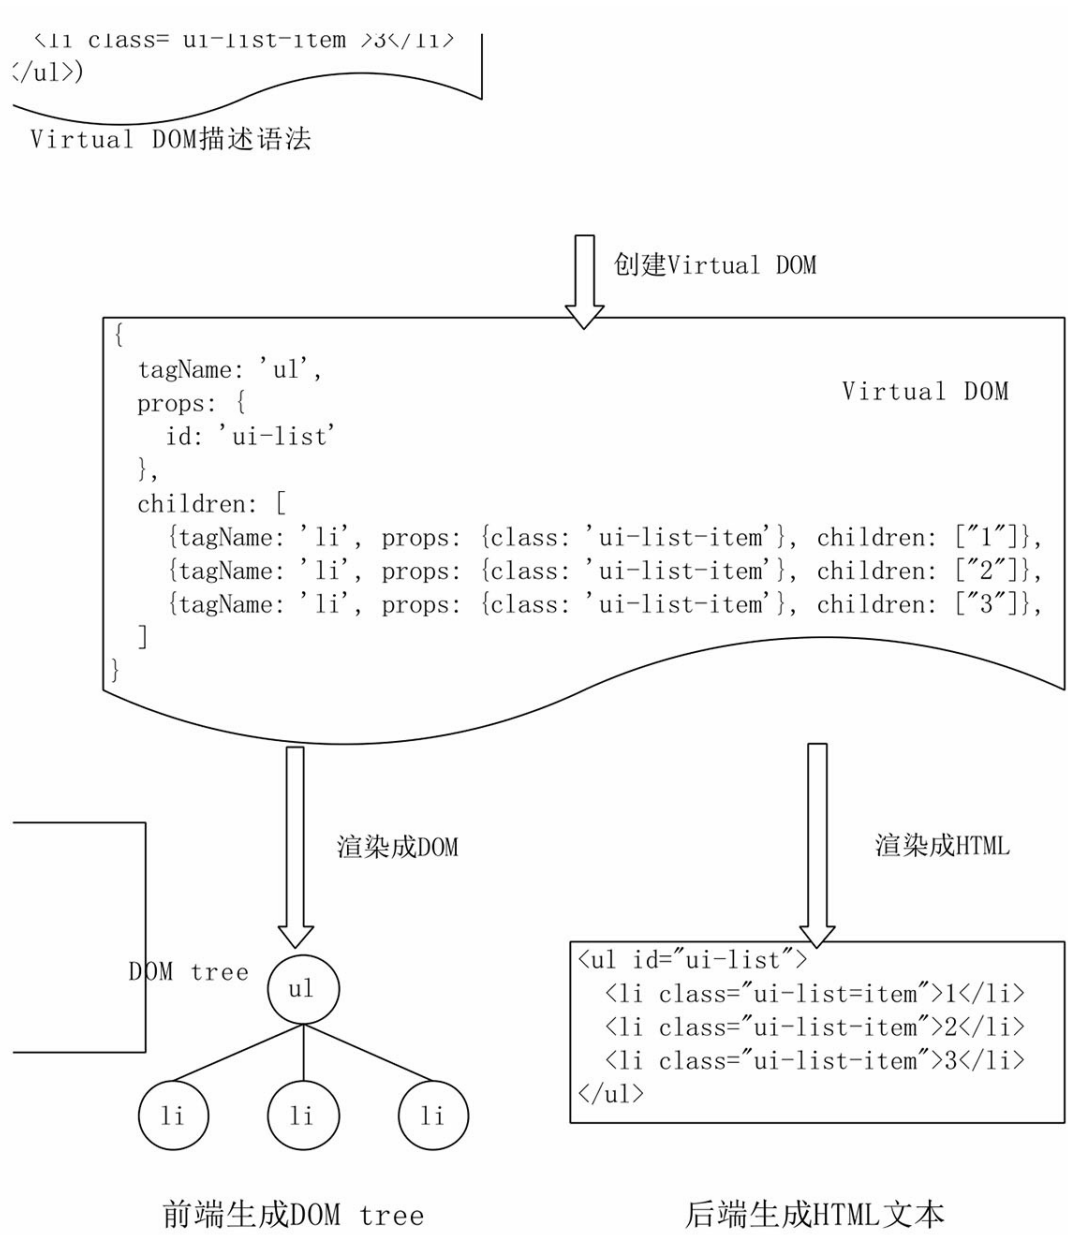 <li class= ui-list-item >3</li>
</ul>)
Virtual DOM描述语法
创建Virtual DOM
{
tagName: 'ul',
Virtual DOM
props: {
id: 'ui-list'
},
children: [
{tagName: 'li', props: {class: 'ui-list-item'}, children: ["1"]},
{tagName: 'li', props: {class: 'ui-list-item'}, children: ["2"]},
{tagName: 'li', props: {class: 'ui-list-item'}, children: ["3"]},
]
}
渲染成DOM
渲染成HTML
DOM tree
ul
li
li
li
<ul id="ui-list">
<li class="ui-list=item">1</li>
<li class="ui-list-item">2</li>
<li class="ui-list-item">3</li>
</ul>
前端生成DOM tree
后端生成HTML文本